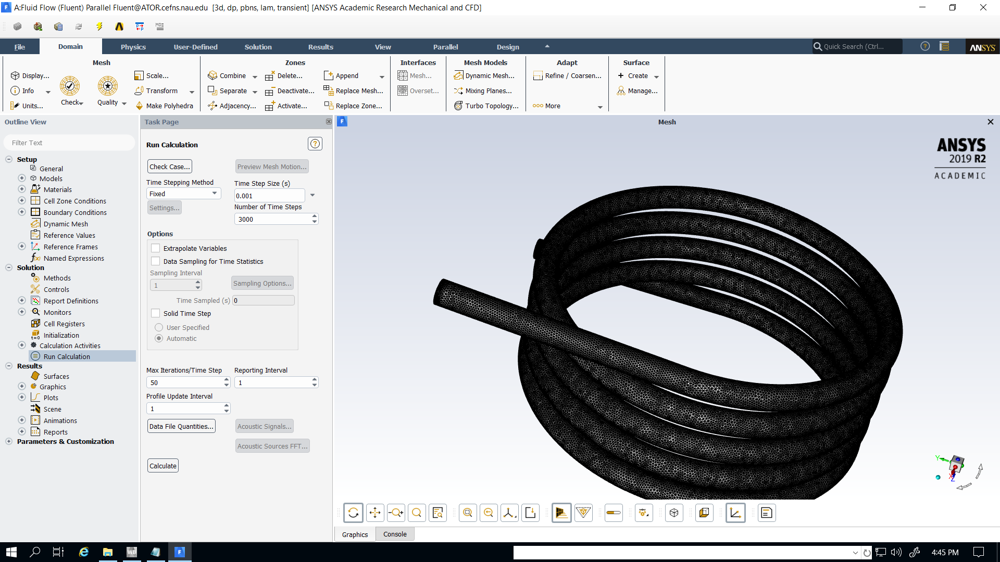 A:Fluid Flow (Fluent) Parallel Fluent@ATOR.cefns.nau.edu [3d, dp, pbns, lam, transient] [ANSYS Academic Research Mechanical and CFD]
File Domain Physics User-Defined Solution Results View Parallel Design Quick Search (Ctrl... ANSYS
Mesh Zones Interfaces Mesh Models Adapt Surface
Display... Scale... Combine Delete... Append Mesh... Dynamic Mesh... Refine / Coarsen... Create
Info Transform Separate Deactivate... Replace Mesh... Overset... Mixing Planes... Manage...
Check Quality
Units... Make Polyhedra Adjacency... Activate... Replace Zone... Turbo Topology... More
Outline View
Filter Text
Setup
General
Models
Materials
Cell Zone Conditions
Boundary Conditions
Dynamic Mesh
Reference Values
Reference Frames
Named Expressions
Solution
Methods
Controls
Report Definitions
Monitors
Cell Registers
Initialization
Calculation Activities
Run Calculation
Results
Surfaces
Graphics
Plots
Scene
Animations
Reports
Parameters & Customization
Task Page
Run Calculation
Check Case... Preview Mesh Motion...
Time Stepping Method Time Step Size (s)
Fixed 0.001
Settings... Number of Time Steps
3000
Options
Extrapolate Variables
Data Sampling for Time Statistics
Sampling Interval
1 Sampling Options...
Time Sampled (s) 0
Solid Time Step
User Specified
Automatic
Max Iterations/Time Step Reporting Interval
50 1
Profile Update Interval
1
Data File Quantities... Acoustic Signals...
Acoustic Sources FFT...
Calculate
Mesh
ANSYS
2019 R2
ACADEMIC
Y
X
Z
Graphics Console
WB
4:45 PM